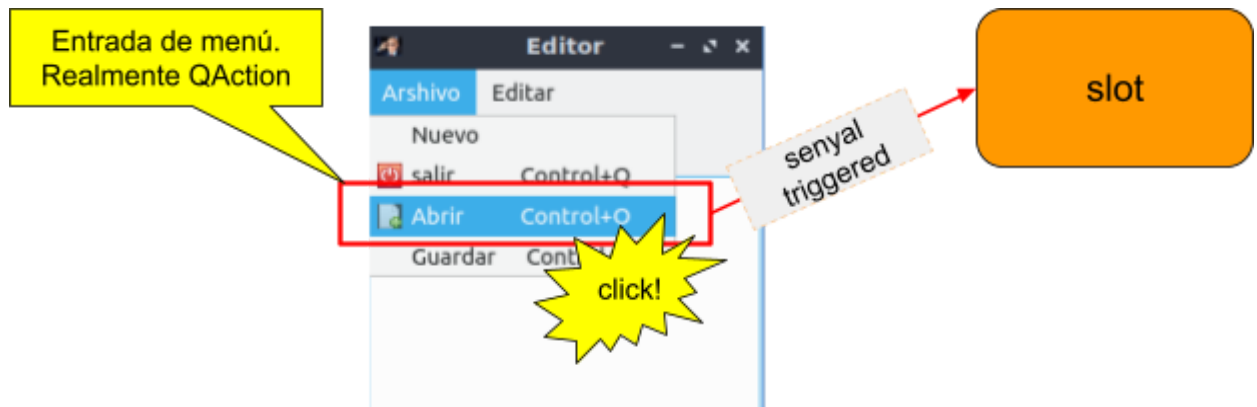 Entrada de menú.
Realmente QAction
Editor
Arshivo Editar
Nuevo
salir Control+Q
Abrir Control+O
Guardar
click!
senyal
triggered
slot